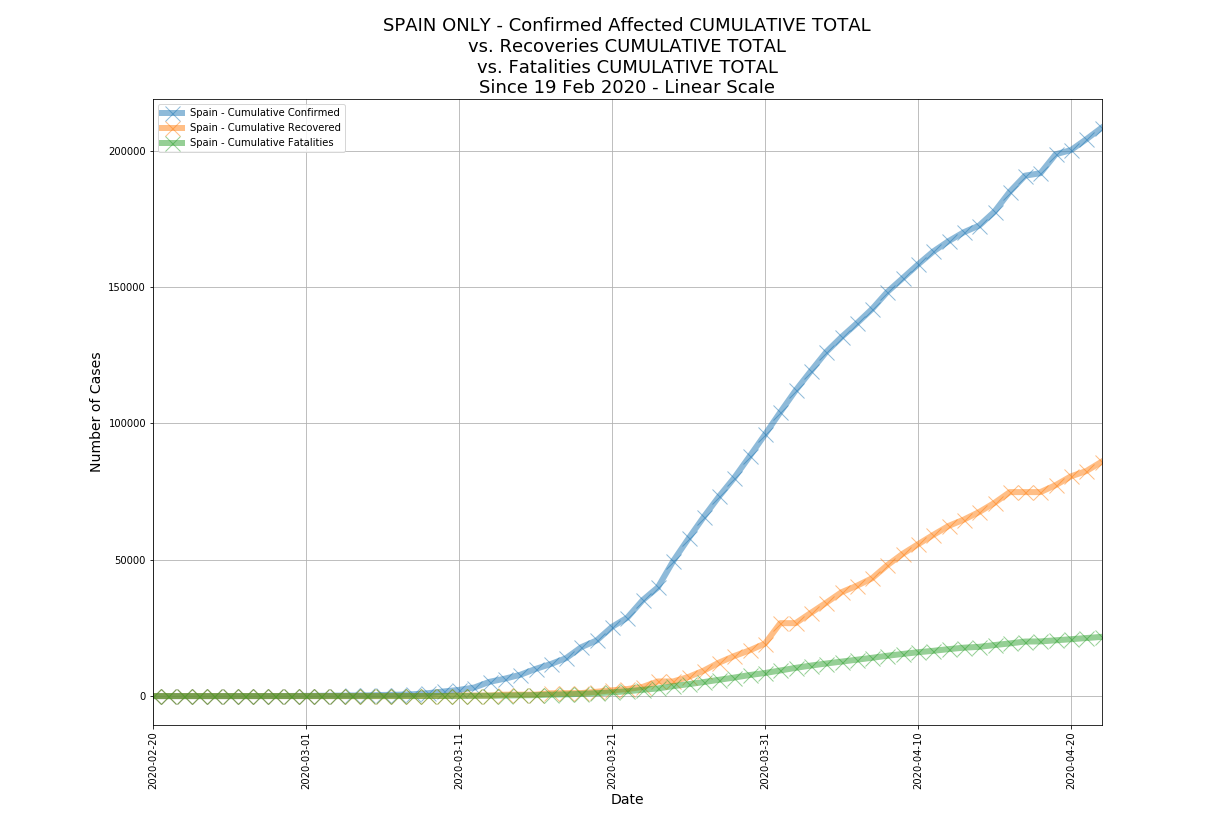 SPAIN ONLY - Confirmed Affected CUMULATIVE TOTAL
vs. Recoveries CUMULATIVE TOTAL
vs. Fatalities CUMULATIVE TOTAL
Since 19 Feb 2020 - Linear Scale
Spain - Cumulative Confirmed
Spain - Cumulative Recovered
Spain - Cumulative Fatalities
Number of Cases
200000
150000
100000
50000
0
2020-02-20
2020-03-01
2020-03-11
2020-03-21
2020-03-31
2020-04-10
2020-04-20
Date